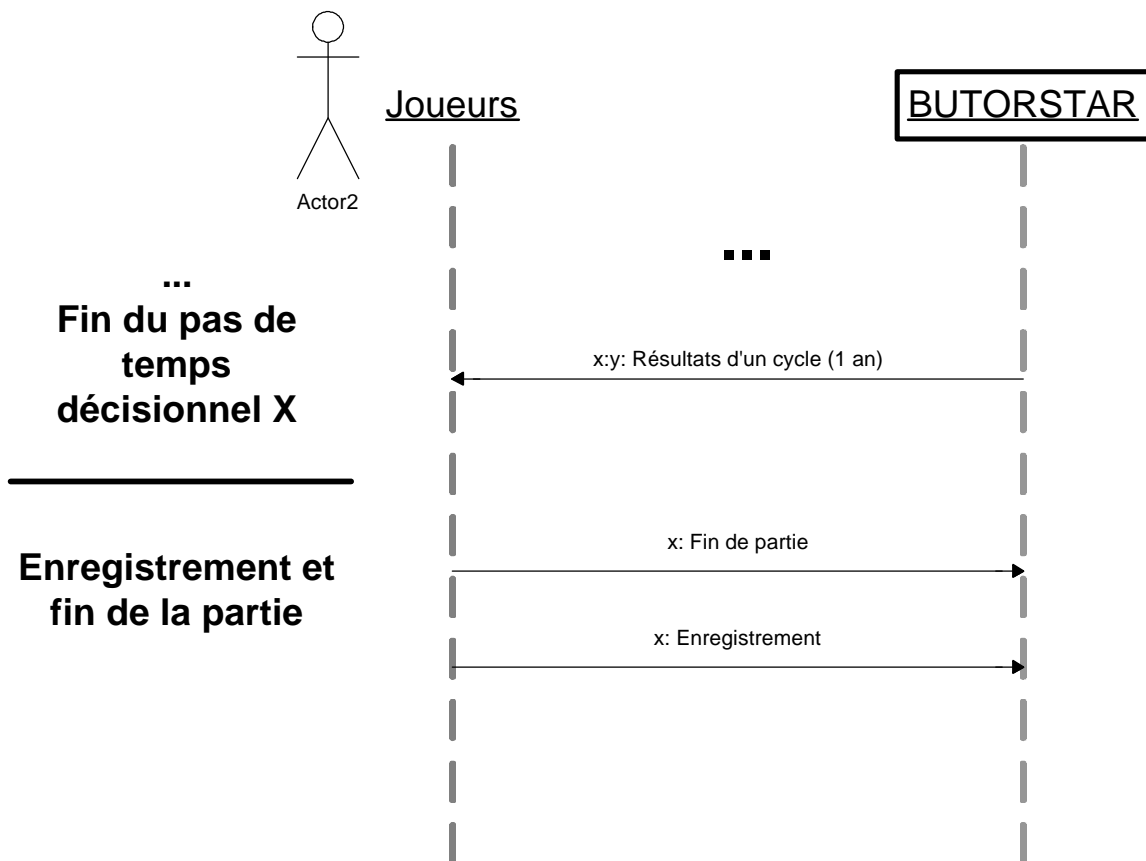 Joueurs
BUTORSTAR
Actor2
...
...
Fin du pas de
temps
décisionnel X
x:y: Résultats d'un cycle (1 an)
Enregistrement et
fin de la partie
x: Fin de partie
x: Enregistrement